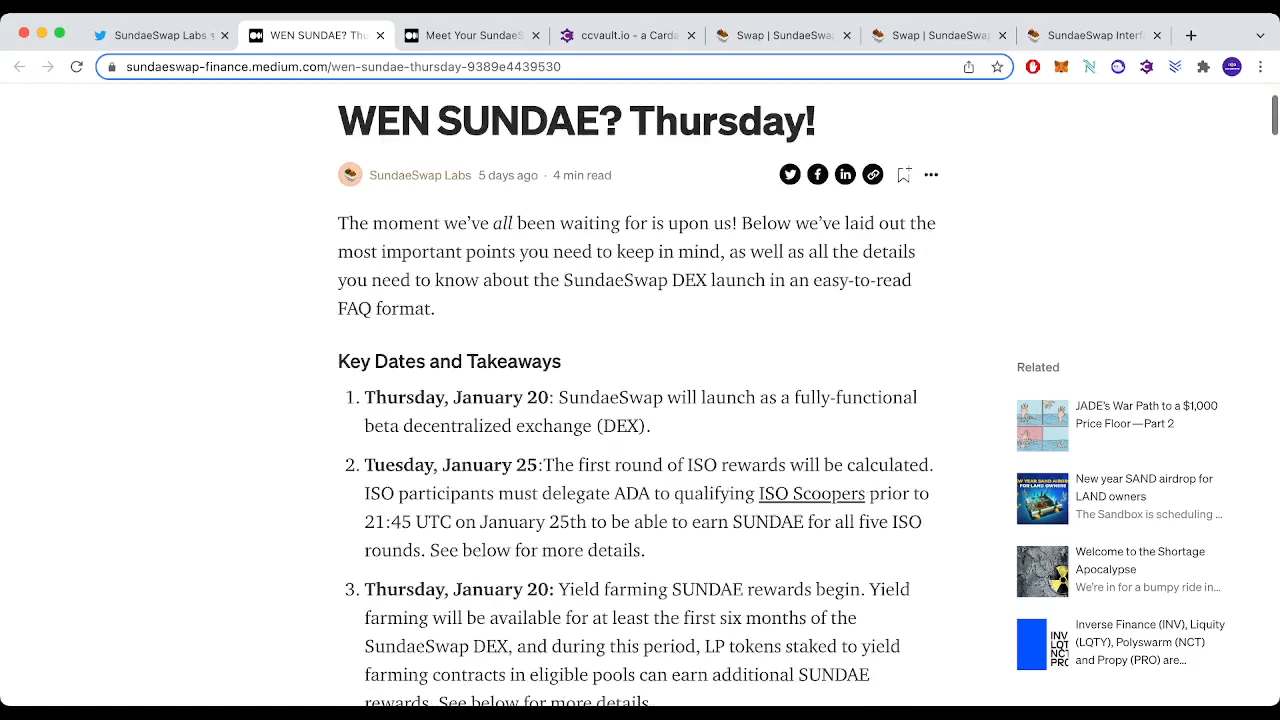 SundaeSwap Labs
WEN SUNDAE? Thu
Meet Your SundaeS
ccvault.io - a Carda
Swap | SundaeSwa
Swap | SundaeSwa
SundaeSwap Interf
sundaeswap-finance.medium.com/wen-sundae-thursday-9389e4439530
WEN SUNDAE? Thursday!
SundaeSwap Labs 5 days ago · 4 min read
The moment we've all been waiting for is upon us! Below we've laid out the
most important points you need to keep in mind, as well as all the details
you need to know about the SundaeSwap DEX launch in an easy-to-read
FAQ format.
Key Dates and Takeaways
1. Thursday, January 20: SundaeSwap will launch as a fully-functional
beta decentralized exchange (DEX).
2. Tuesday, January 25:The first round of ISO rewards will be calculated.
ISO participants must delegate ADA to qualifying ISO Scoopers prior to
21:45 UTC on January 25th to be able to earn SUNDAE for all five ISO
rounds. See below for more details.
3. Thursday, January 20: Yield farming SUNDAE rewards begin. Yield
farming will be available for at least the first six months of the
SundaeSwap DEX, and during this period, LP tokens staked to yield
farming contracts in eligible pools can earn additional SUNDAE
rewards. See below for more details.
Related
JADE's War Path to a $1,000
Price Floor—Part 2
New year SAND airdrop for
LAND owners
The Sandbox is scheduling ...
Welcome to the Shortage
Apocalypse
We're in for a bumpy ride in...
Inverse Finance (INV), Liquity
(LQTY), Polyswarm (NCT)
and Propy (PRO) are...